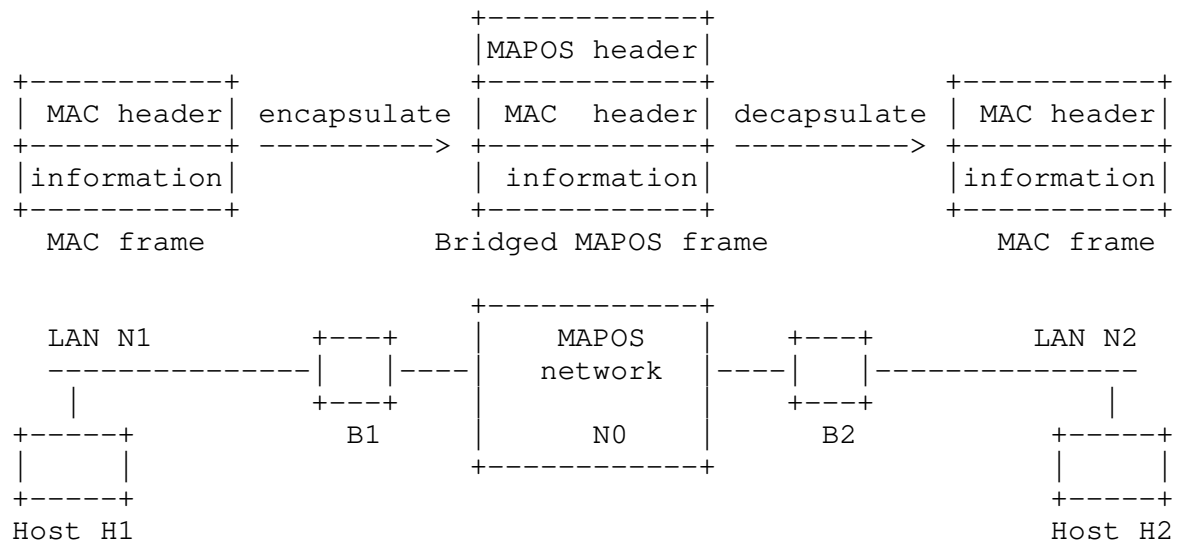 MAPOS header
MAC header encapsulate MAC header decapsulate MAC header
information information information
MAC frame Bridged MAPOS frame MAC frame
LAN N1 MAPOS LAN N2
network
B1 N0 B2
Host H1 Host H2